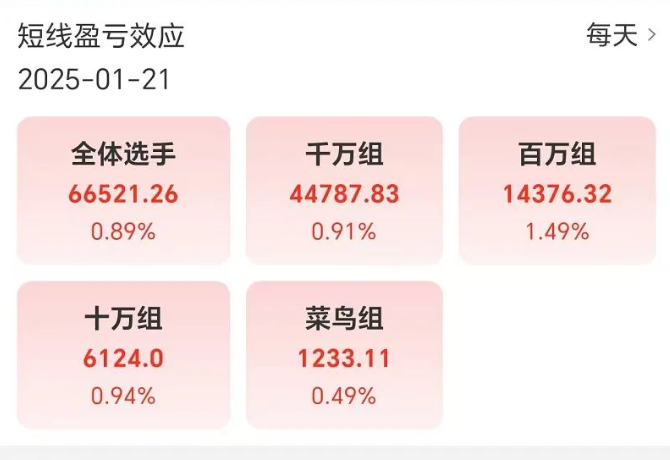 短线盈亏效应 每天 >
2025-01-21
全体选手 千万组 百万组
66521.26 44787.83 14376.32
0.89% 0.91% 1.49%
十万组 菜鸟组
6124.0 1233.11
0.94% 0.49%